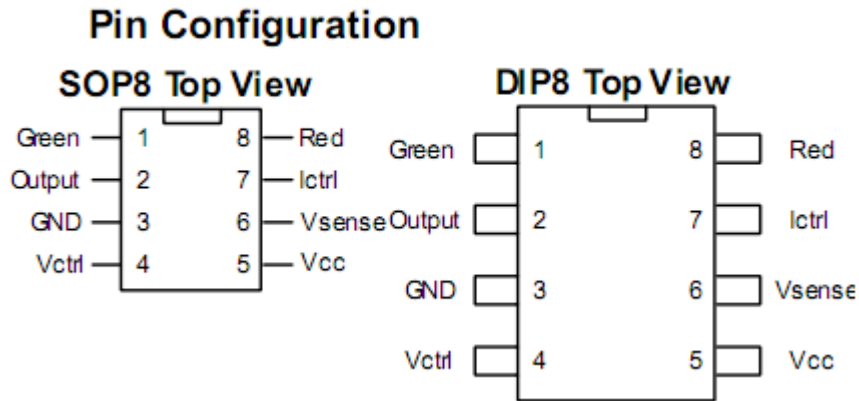 Pin Configuration
SOP8 Top View
Green 1 8 Red
Output 2 7 Ictrl
GND 3 6 Vsense
Vctrl 4 5 Vcc
DIP8 Top View
Green 1 8 Red
Output 2 7 Ictrl
GND 3 6 Vsense
Vctrl 4 5 Vcc